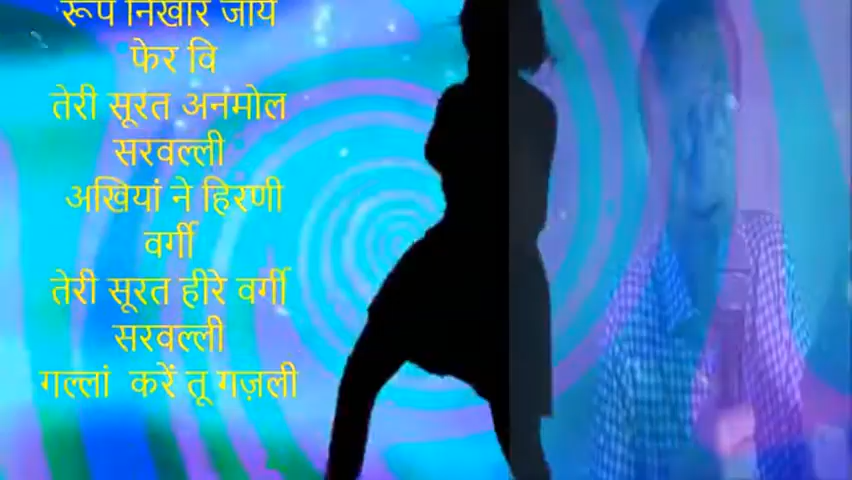 रूप निखार जाये
फेर वि
तेरी सूरत अनमोल
सरवल्ली
अखियां ने हिरणी
वर्गी
तेरी सूरत हीरे वर्गी
सरवल्ली
गल्लां करें तू गज़ली